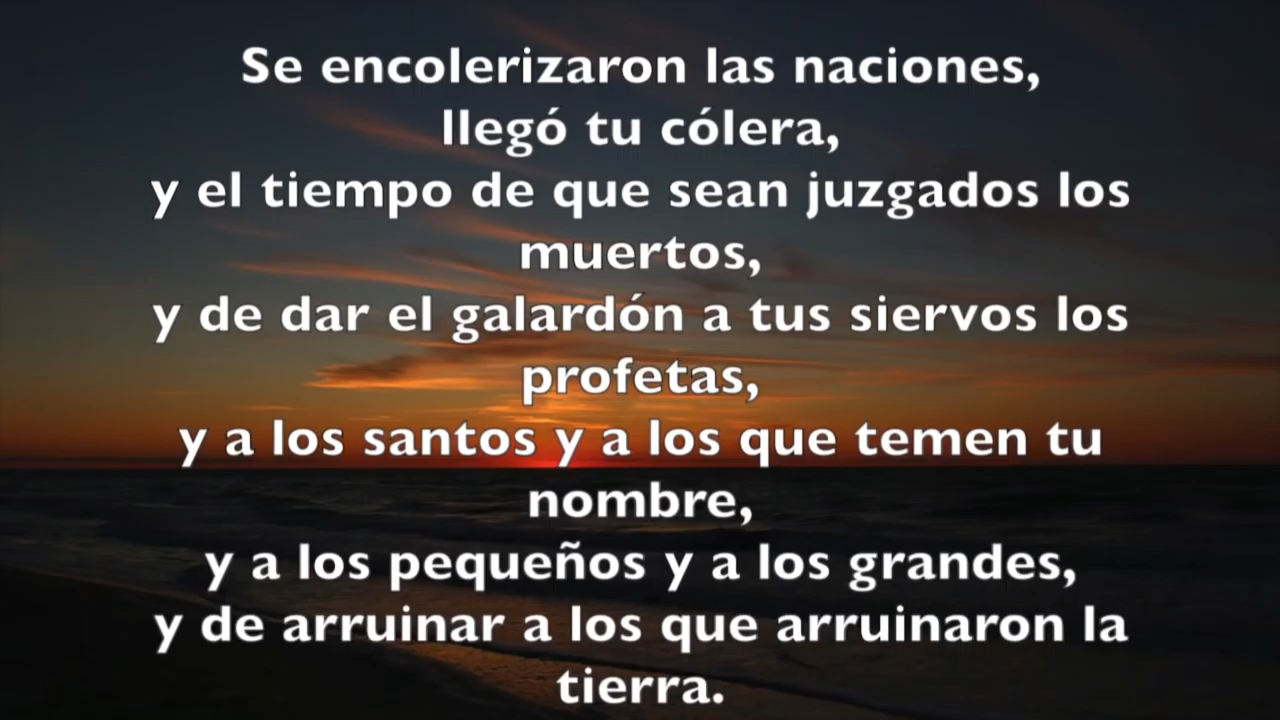 Se encolerizaron las naciones,
llegó tu cólera,
y el tiempo de que sean juzgados los
muertos,
y de dar el galardón a tus siervos los
profetas,
y a los santos y a los que temen tu
nombre,
y a los pequeños y a los grandes,
y de arruinar a los que arruinaron la
tierra.